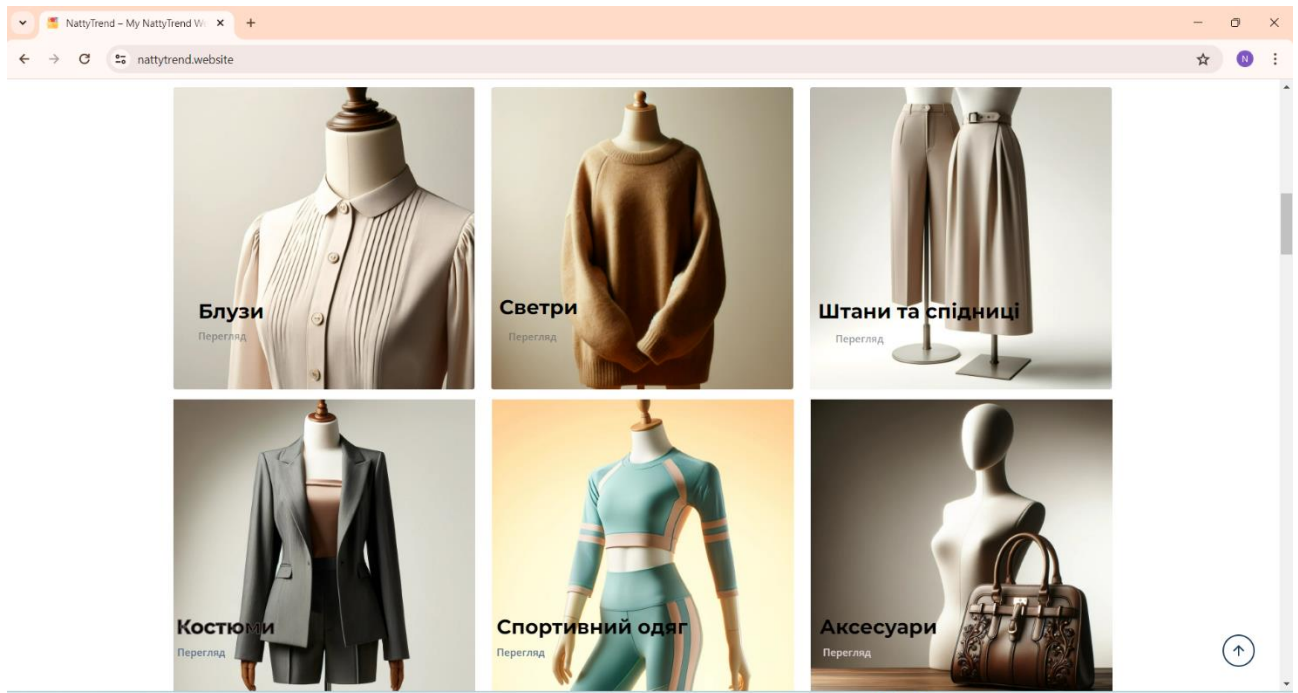 NattyTrend – My NattyTrend W
nattytrend.website
N
Блузи
Перегляд
Светри
Перегляд
Штани та спідниці
Перегляд
Костюми
Перегляд
Спортивний одяг
Перегляд
Аксесуари
Перегляд